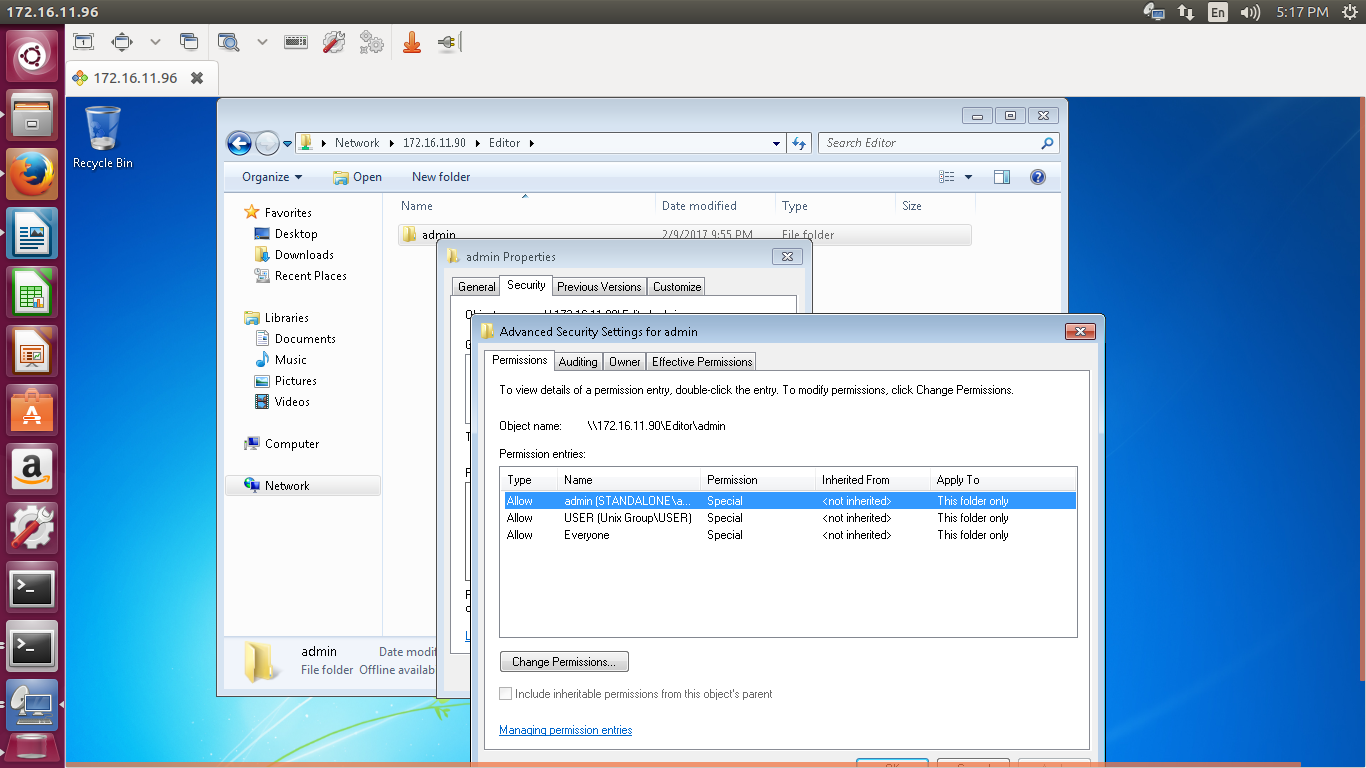 172.16.11.96
En
5:17 PM
172.16.11.96
Recycle Bin
Network
172.16.11.90
Editor
Search Editor
Organize
Open
New folder
Name
Date modified
Type
Size
Favorites
Desktop
Downloads
Recent Places
Libraries
Documents
Music
Pictures
Videos
Computer
Network
admin
2/9/2017 9:55 PM
File folder
admin Properties
General
Security
Previous Versions
Customize
Advanced Security Settings for admin
Permissions
Auditing
Owner
Effective Permissions
To view details of a permission entry, double-click the entry. To modify permissions, click Change Permissions.
Object name: \\172.16.11.90\Editor\admin
Permission entries:
Type Name Permission Inherited From Apply To
Allow admin (STANDALONE\a... Special <not inherited> This folder only
Allow USER (Unix Group\USER) Special <not inherited> This folder only
Allow Everyone Special <not inherited> This folder only
Change Permissions...
Include inheritable permissions from this object's parent
Managing permission entries
admin
Date modif
File folder
Offline availab